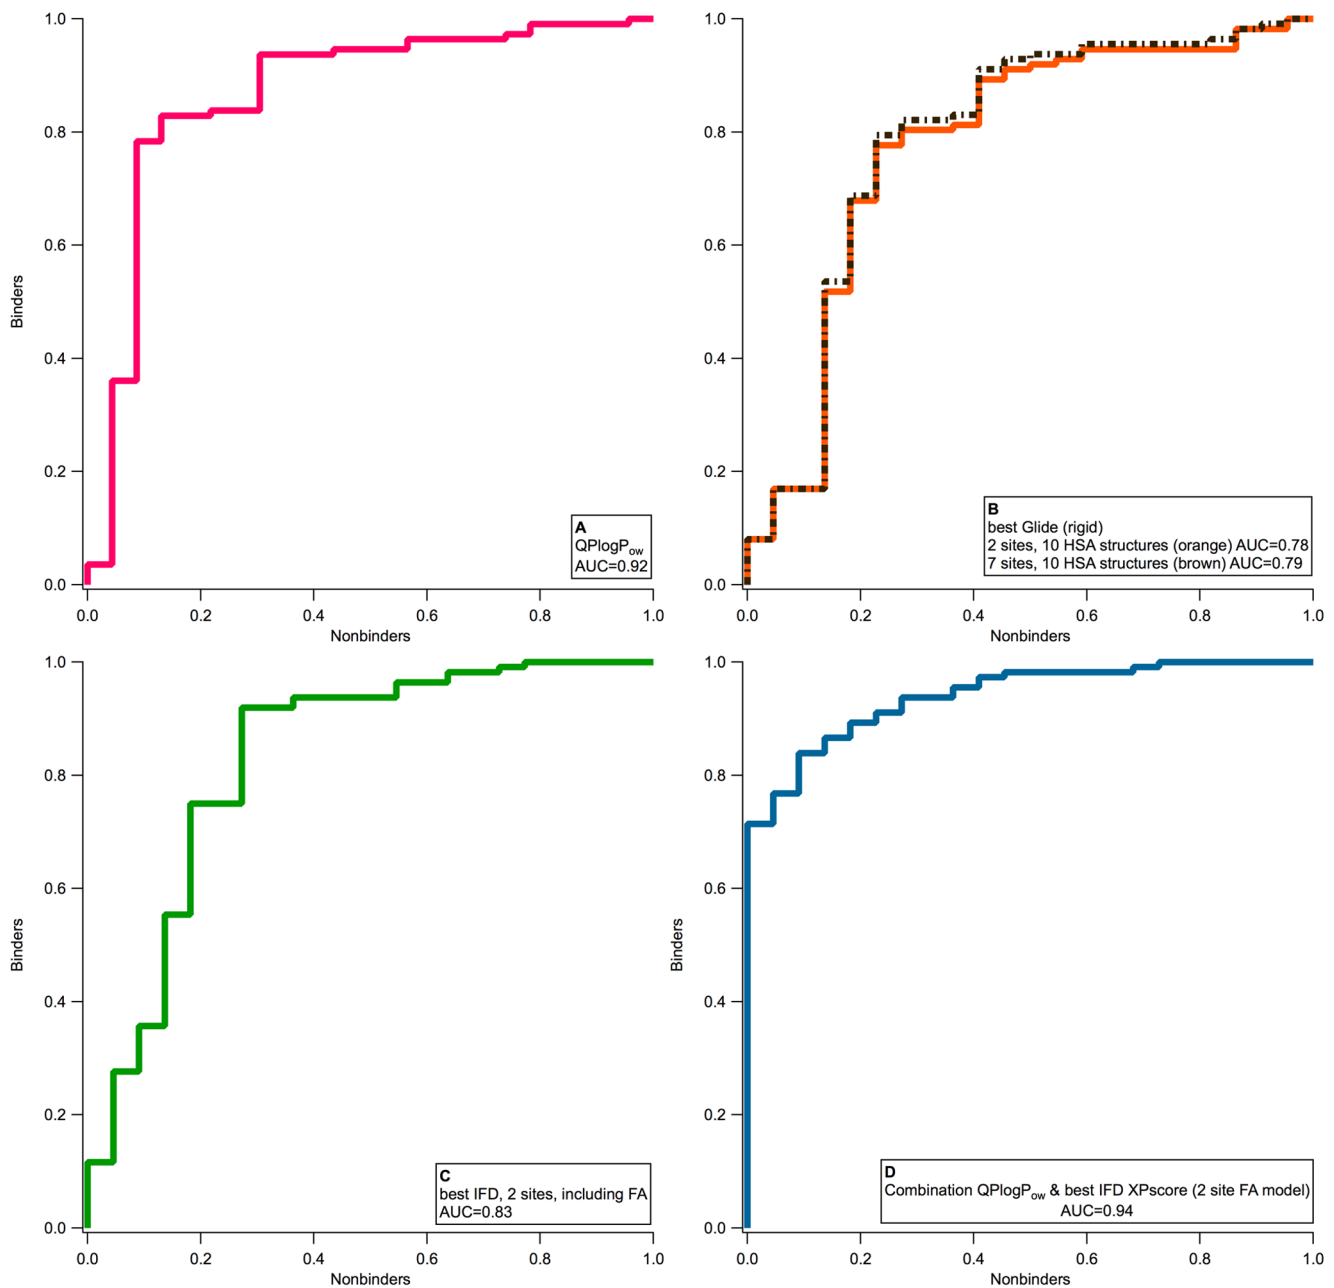 1.0
0.8
0.6
0.4
0.2
0.0
Binders
0.0 0.2 0.4 0.6 0.8 1.0
Nonbinders
A
QPlogPow
AUC=0.92
1.0
0.8
0.6
0.4
0.2
0.0
Binders
0.0 0.2 0.4 0.6 0.8 1.0
Nonbinders
B
best Glide (rigid)
2 sites, 10 HSA structures (orange) AUC=0.78
7 sites, 10 HSA structures (brown) AUC=0.79
1.0
0.8
0.6
0.4
0.2
0.0
Binders
0.0 0.2 0.4 0.6 0.8 1.0
Nonbinders
C
best IFD, 2 sites, including FA
AUC=0.83
1.0
0.8
0.6
0.4
0.2
0.0
Binders
0.0 0.2 0.4 0.6 0.8 1.0
Nonbinders
D
Combination QPlogPow & best IFD XPscore (2 site FA model)
AUC=0.94